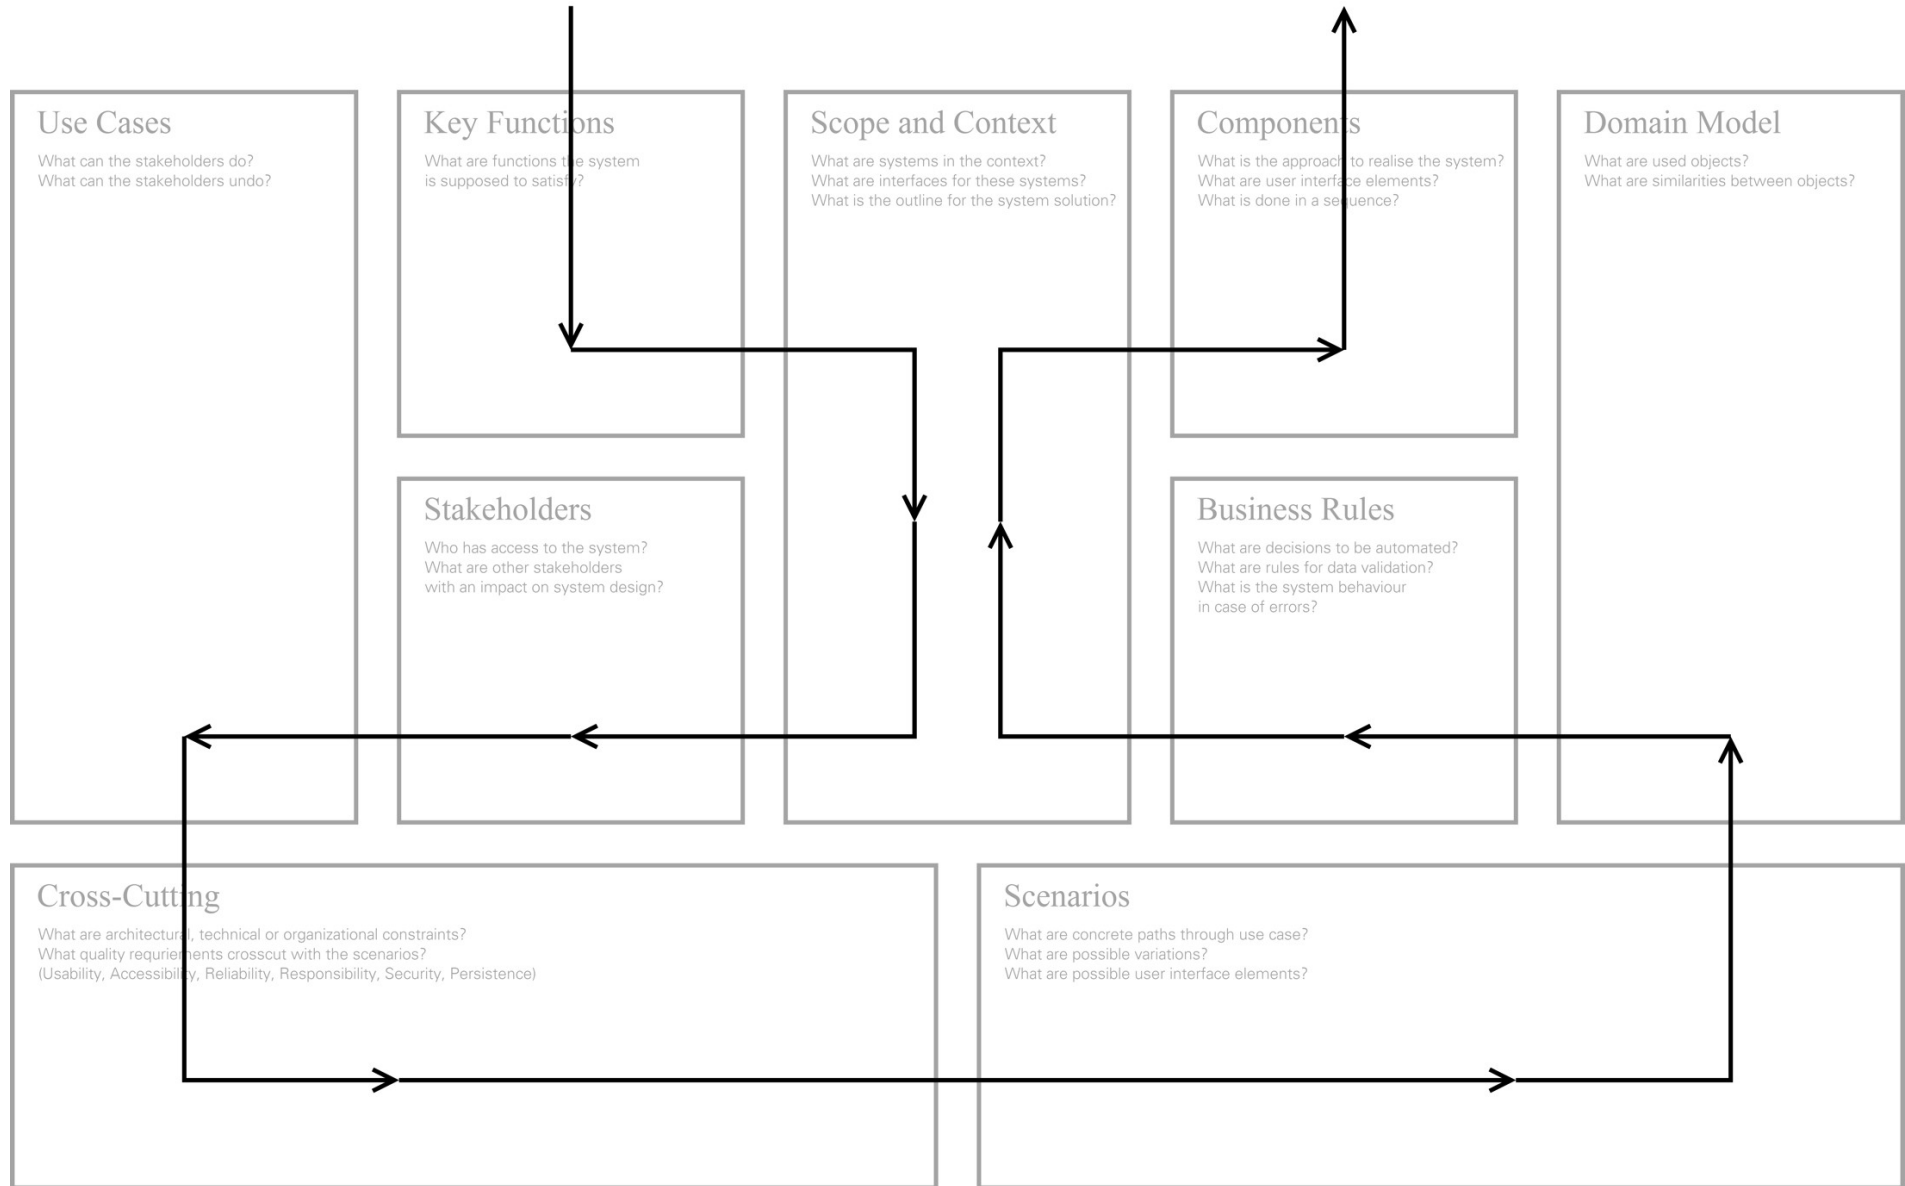 Use Cases
What can the stakeholders do?
What can the stakeholders undo?
Key Functions
What are functions the system
is supposed to satisfy?
Scope and Context
What are systems in the context?
What are interfaces for these systems?
What is the outline for the system solution?
Components
What is the approach to realise the system?
What are user interface elements?
What is done in a sequence?
Domain Model
What are used objects?
What are similarities between objects?
Stakeholders
Who has access to the system?
What are other stakeholders
with an impact on system design?
Business Rules
What are decisions to be automated?
What are rules for data validation?
What is the system behaviour
in case of errors?
Cross-Cutting
What are architectural, technical or organizational constraints?
What quality requriements crosscut with the scenarios?
(Usability, Accessibility, Reliability, Responsibility, Security, Persistence)
Scenarios
What are concrete paths through use case?
What are possible variations?
What are possible user interface elements?